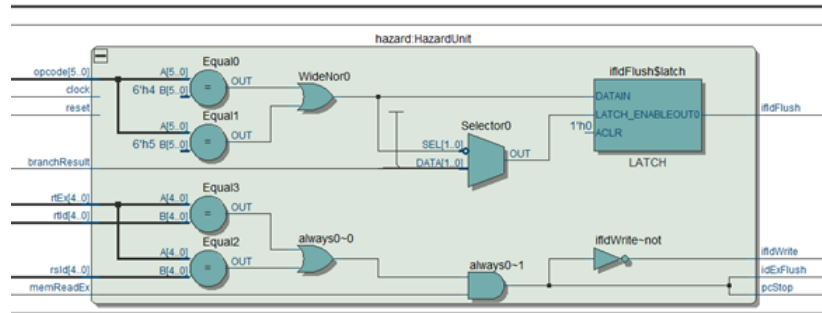 hazard:HazardUnit
Equal0
opcode[5..0]
A[5..0]
OUT
WideNor0
clock
6'h4 B[5..0]
=
reset
ifIdFlush$latch
DATAIN
LATCH_ENABLE OUT0
ifIdFlush
1'h0
ACLR
LATCH
Equal1
A[5..0]
OUT
6'h5 B[5..0]
=
Selector0
SEL[1..0]
DATA[1..0]
OUT
branchResult
Equal3
rtEx[4..0]
A[4..0]
OUT
rtId[4..0]
B[4..0]
=
Equal2
A[4..0]
OUT
always0~0
rsId[4..0]
B[4..0]
=
always0~1
ifIdWrite~not
ifIdWrite
idExFlush
memReadEx
pcStop